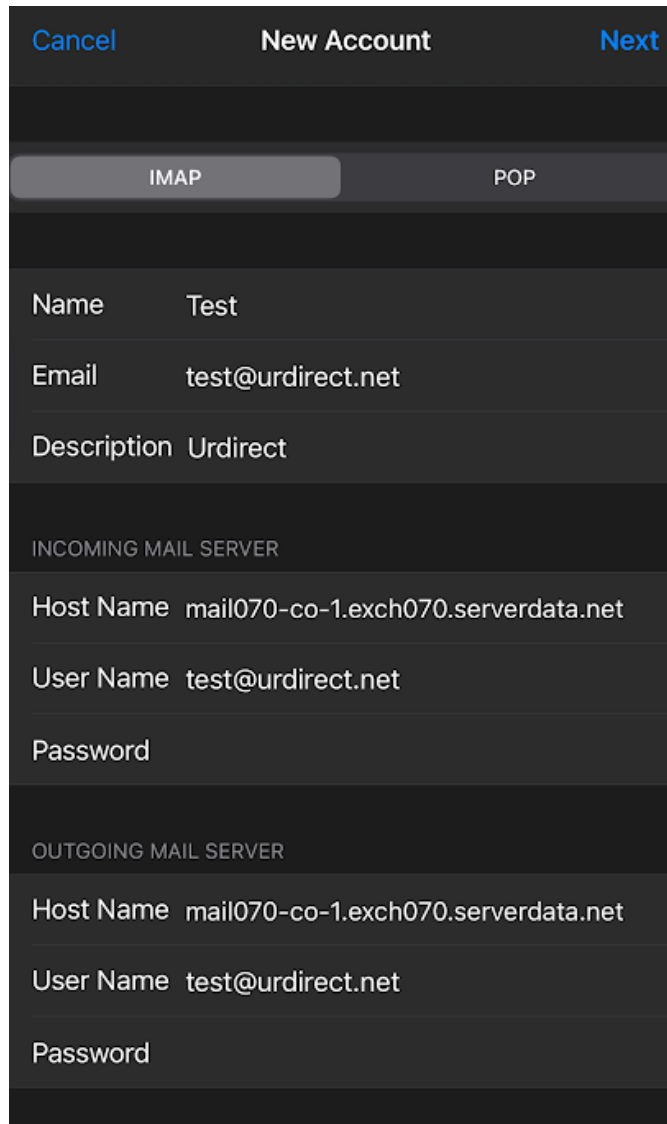 Cancel New Account Next
IMAP POP
Name Test
Email test@urdirect.net
Description Urdirect
INCOMING MAIL SERVER
Host Name mail070-co-1.exch070.serverdata.net
User Name test@urdirect.net
Password
OUTGOING MAIL SERVER
Host Name mail070-co-1.exch070.serverdata.net
User Name test@urdirect.net
Password